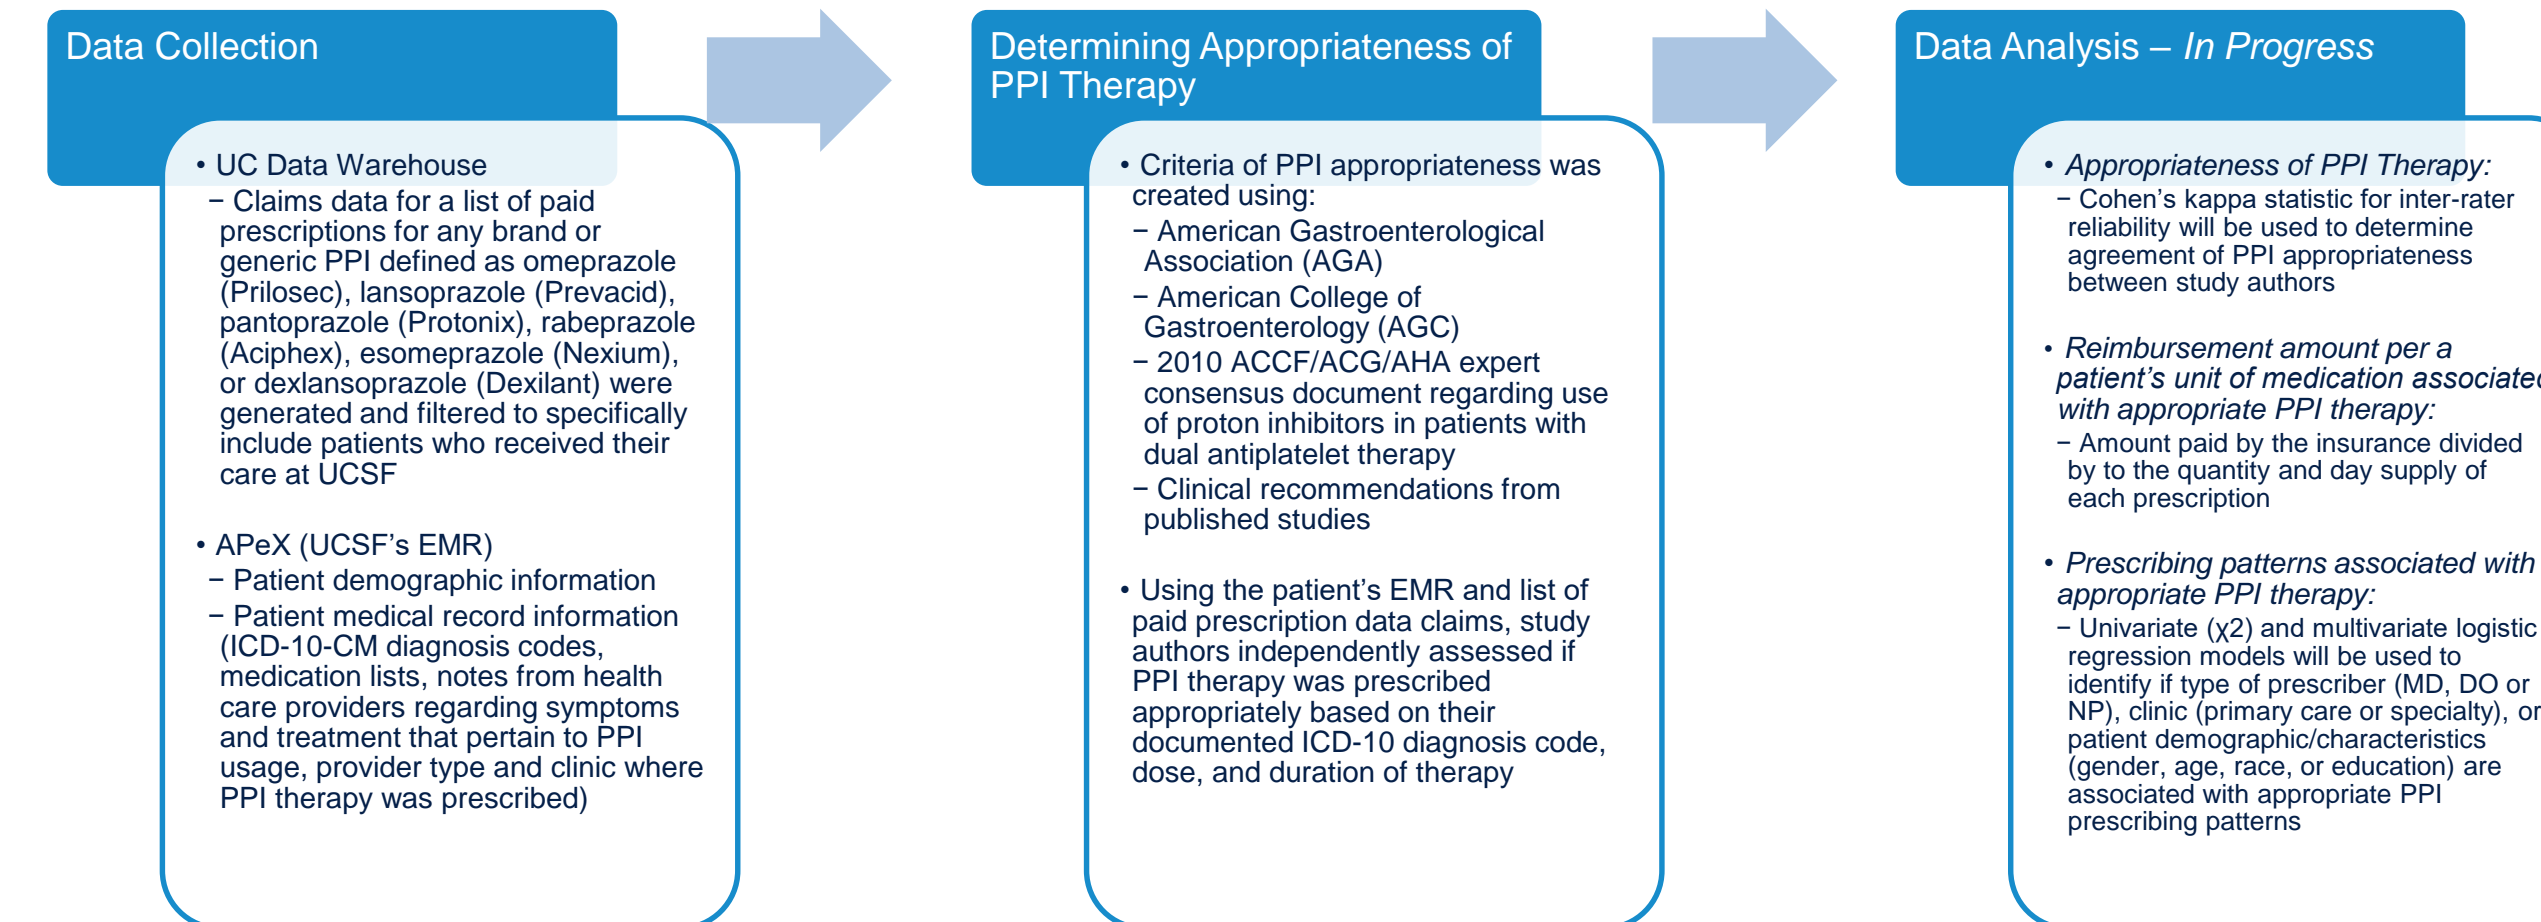 Data Collection
• UC Data Warehouse
− Claims data for a list of paid
prescriptions for any brand or
generic PPI defined as omeprazole
(Prilosec), lansoprazole (Prevacid),
pantoprazole (Protonix), rabeprazole
(Aciphex), esomeprazole (Nexium),
or dexlansoprazole (Dexilant) were
generated and filtered to specifically
include patients who received their
care at UCSF
• APeX (UCSF's EMR)
− Patient demographic information
− Patient medical record information
(ICD-10-CM diagnosis codes,
medication lists, notes from health
care providers regarding symptoms
and treatment that pertain to PPI
usage, provider type and clinic where
PPI therapy was prescribed)
Determining Appropriateness of
PPI Therapy
• Criteria of PPI appropriateness was
created using:
− American Gastroenterological
Association (AGA)
− American College of
Gastroenterology (AGC)
− 2010 ACCF/ACG/AHA expert
consensus document regarding use
of proton inhibitors in patients with
dual antiplatelet therapy
− Clinical recommendations from
published studies
• Using the patient's EMR and list of
paid prescription data claims, study
authors independently assessed if
PPI therapy was prescribed
appropriately based on their
documented ICD-10 diagnosis code,
dose, and duration of therapy
Data Analysis – In Progress
• Appropriateness of PPI Therapy:
− Cohen's kappa statistic for inter-rater
reliability will be used to determine
agreement of PPI appropriateness
between study authors
• Reimbursement amount per a
patient's unit of medication associated
with appropriate PPI therapy:
− Amount paid by the insurance divided
by to the quantity and day supply of
each prescription
• Prescribing patterns associated with
appropriate PPI therapy:
− Univariate (χ2) and multivariate logistic
regression models will be used to
identify if type of prescriber (MD, DO or
NP), clinic (primary care or specialty), or
patient demographic/characteristics
(gender, age, race, or education) are
associated with appropriate PPI
prescribing patterns